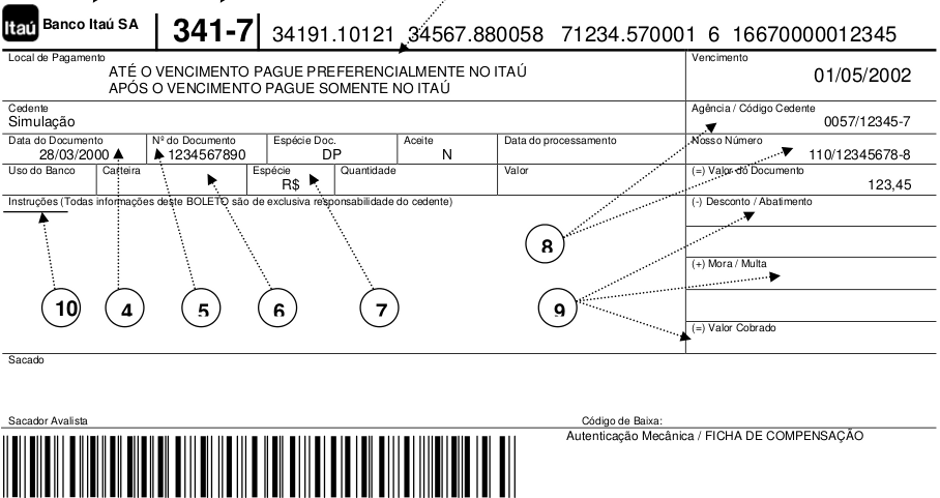 Itaú Banco Itaú SA 341-7 34191.10121 34567.880058 71234.570001 6 16670000012345
Local de Pagamento Vencimento
ATÉ O VENCIMENTO PAGUE PREFERENCIALMENTE NO ITAÚ 01/05/2002
APÓS O VENCIMENTO PAGUE SOMENTE NO ITAÚ
Cedente Agência / Código Cedente
Simulação 0057/12345-7
Data do Documento Nº do Documento Espécie Doc. Aceite Data do processamento Nosso Número
28/03/2000 1234567890 DP N 110/12345678-8
Uso do Banco Carteira Espécie Quantidade Valor (=) Valor do Documento
R$ 123,45
Instruções (Todas informações deste BOLETO são de exclusiva responsabilidade do cedente) (-) Desconto / Abatimento
8
(+) Mora / Multa
10 4 5 6 7 9
(=) Valor Cobrado
Sacado
Sacador Avalista Código de Baixa:
Autenticação Mecânica / FICHA DE COMPENSAÇÃO